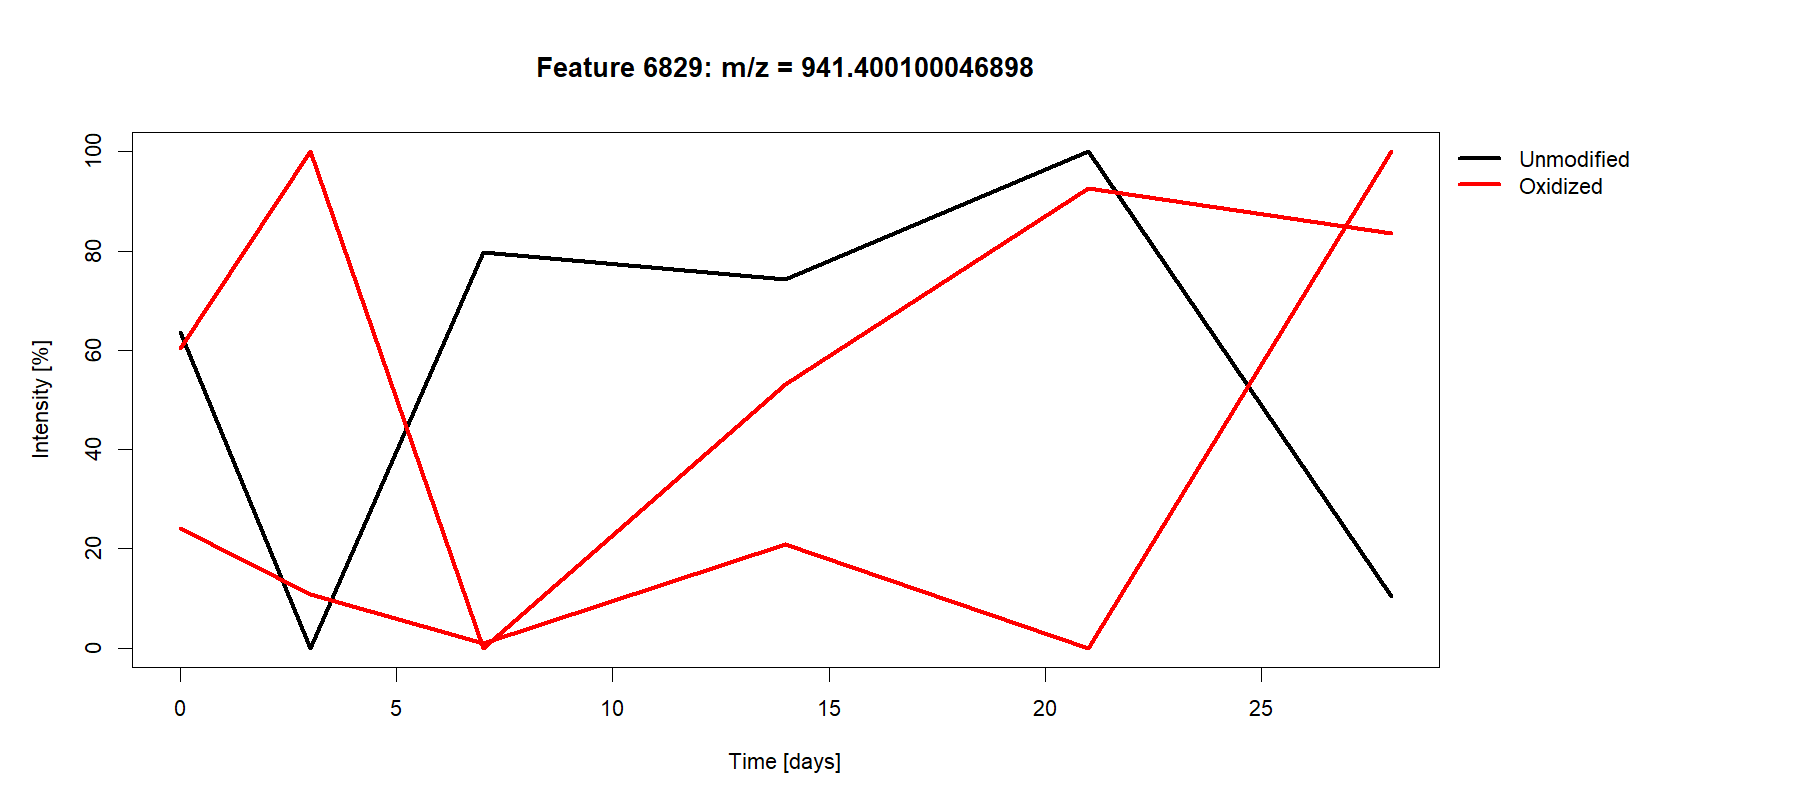 Feature 6829: m/z = 941.400100046898
Unmodified
Oxidized
100
80
60
40
20
0
Intensity [%]
0 5 10 15 20 25
Time [days]